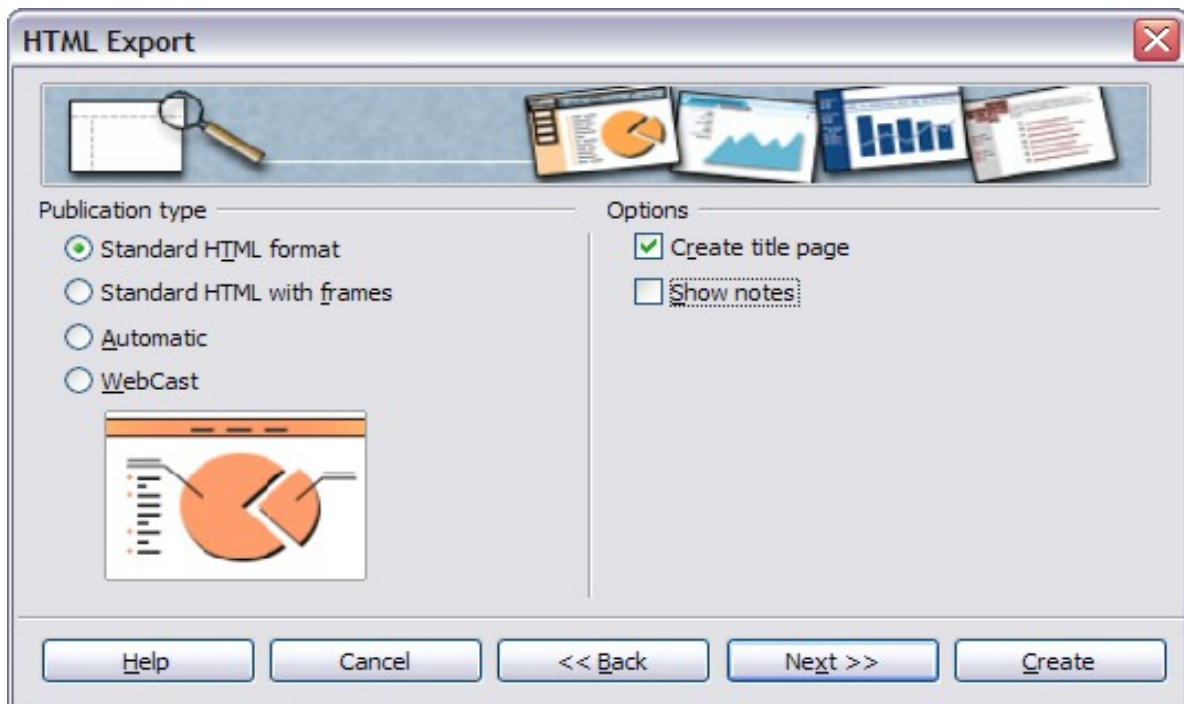 HTML Export
Publication type
Standard HTML format
Standard HTML with frames
Automatic
WebCast
Options
Create title page
Show notes
Help
Cancel
<< Back
Next >>
Create